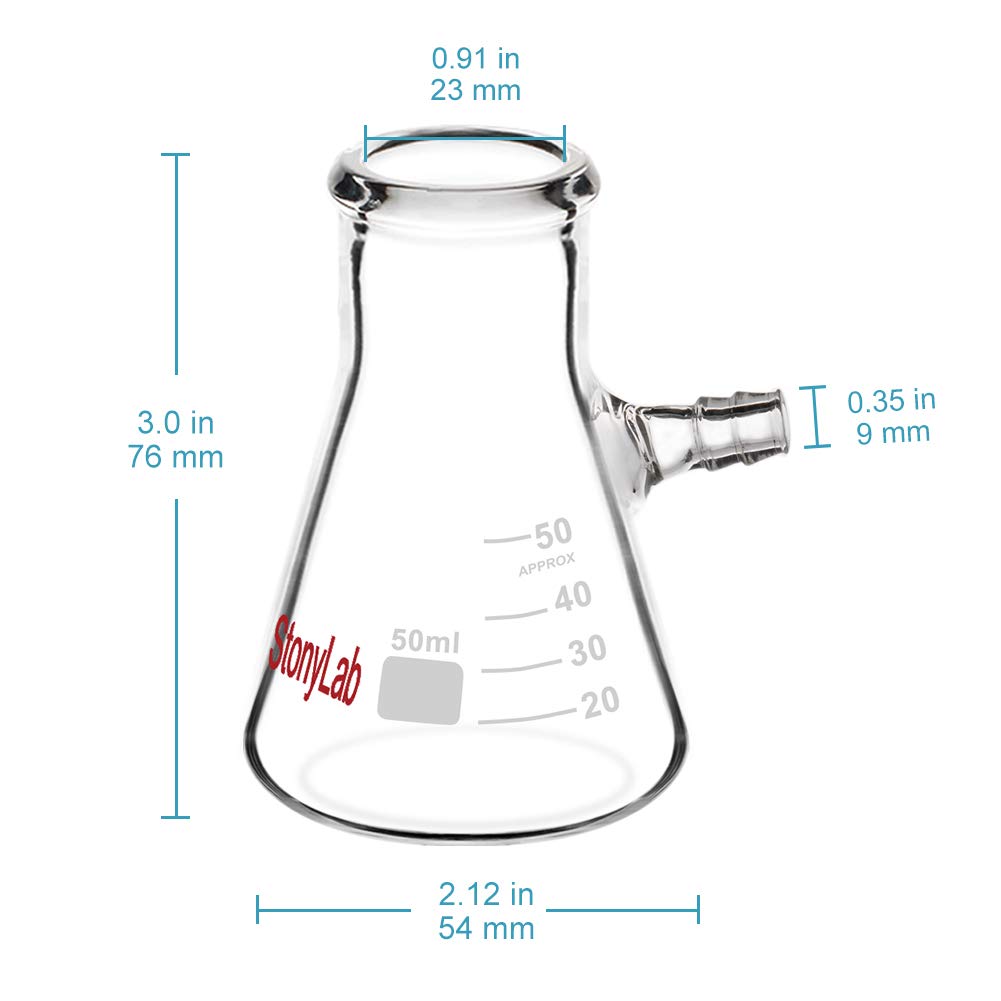 0.91 in
23 mm
3.0 in
76 mm
0.35 in
9 mm
50
APPROX
40
50ml
30
StonyLab
20
2.12 in
54 mm